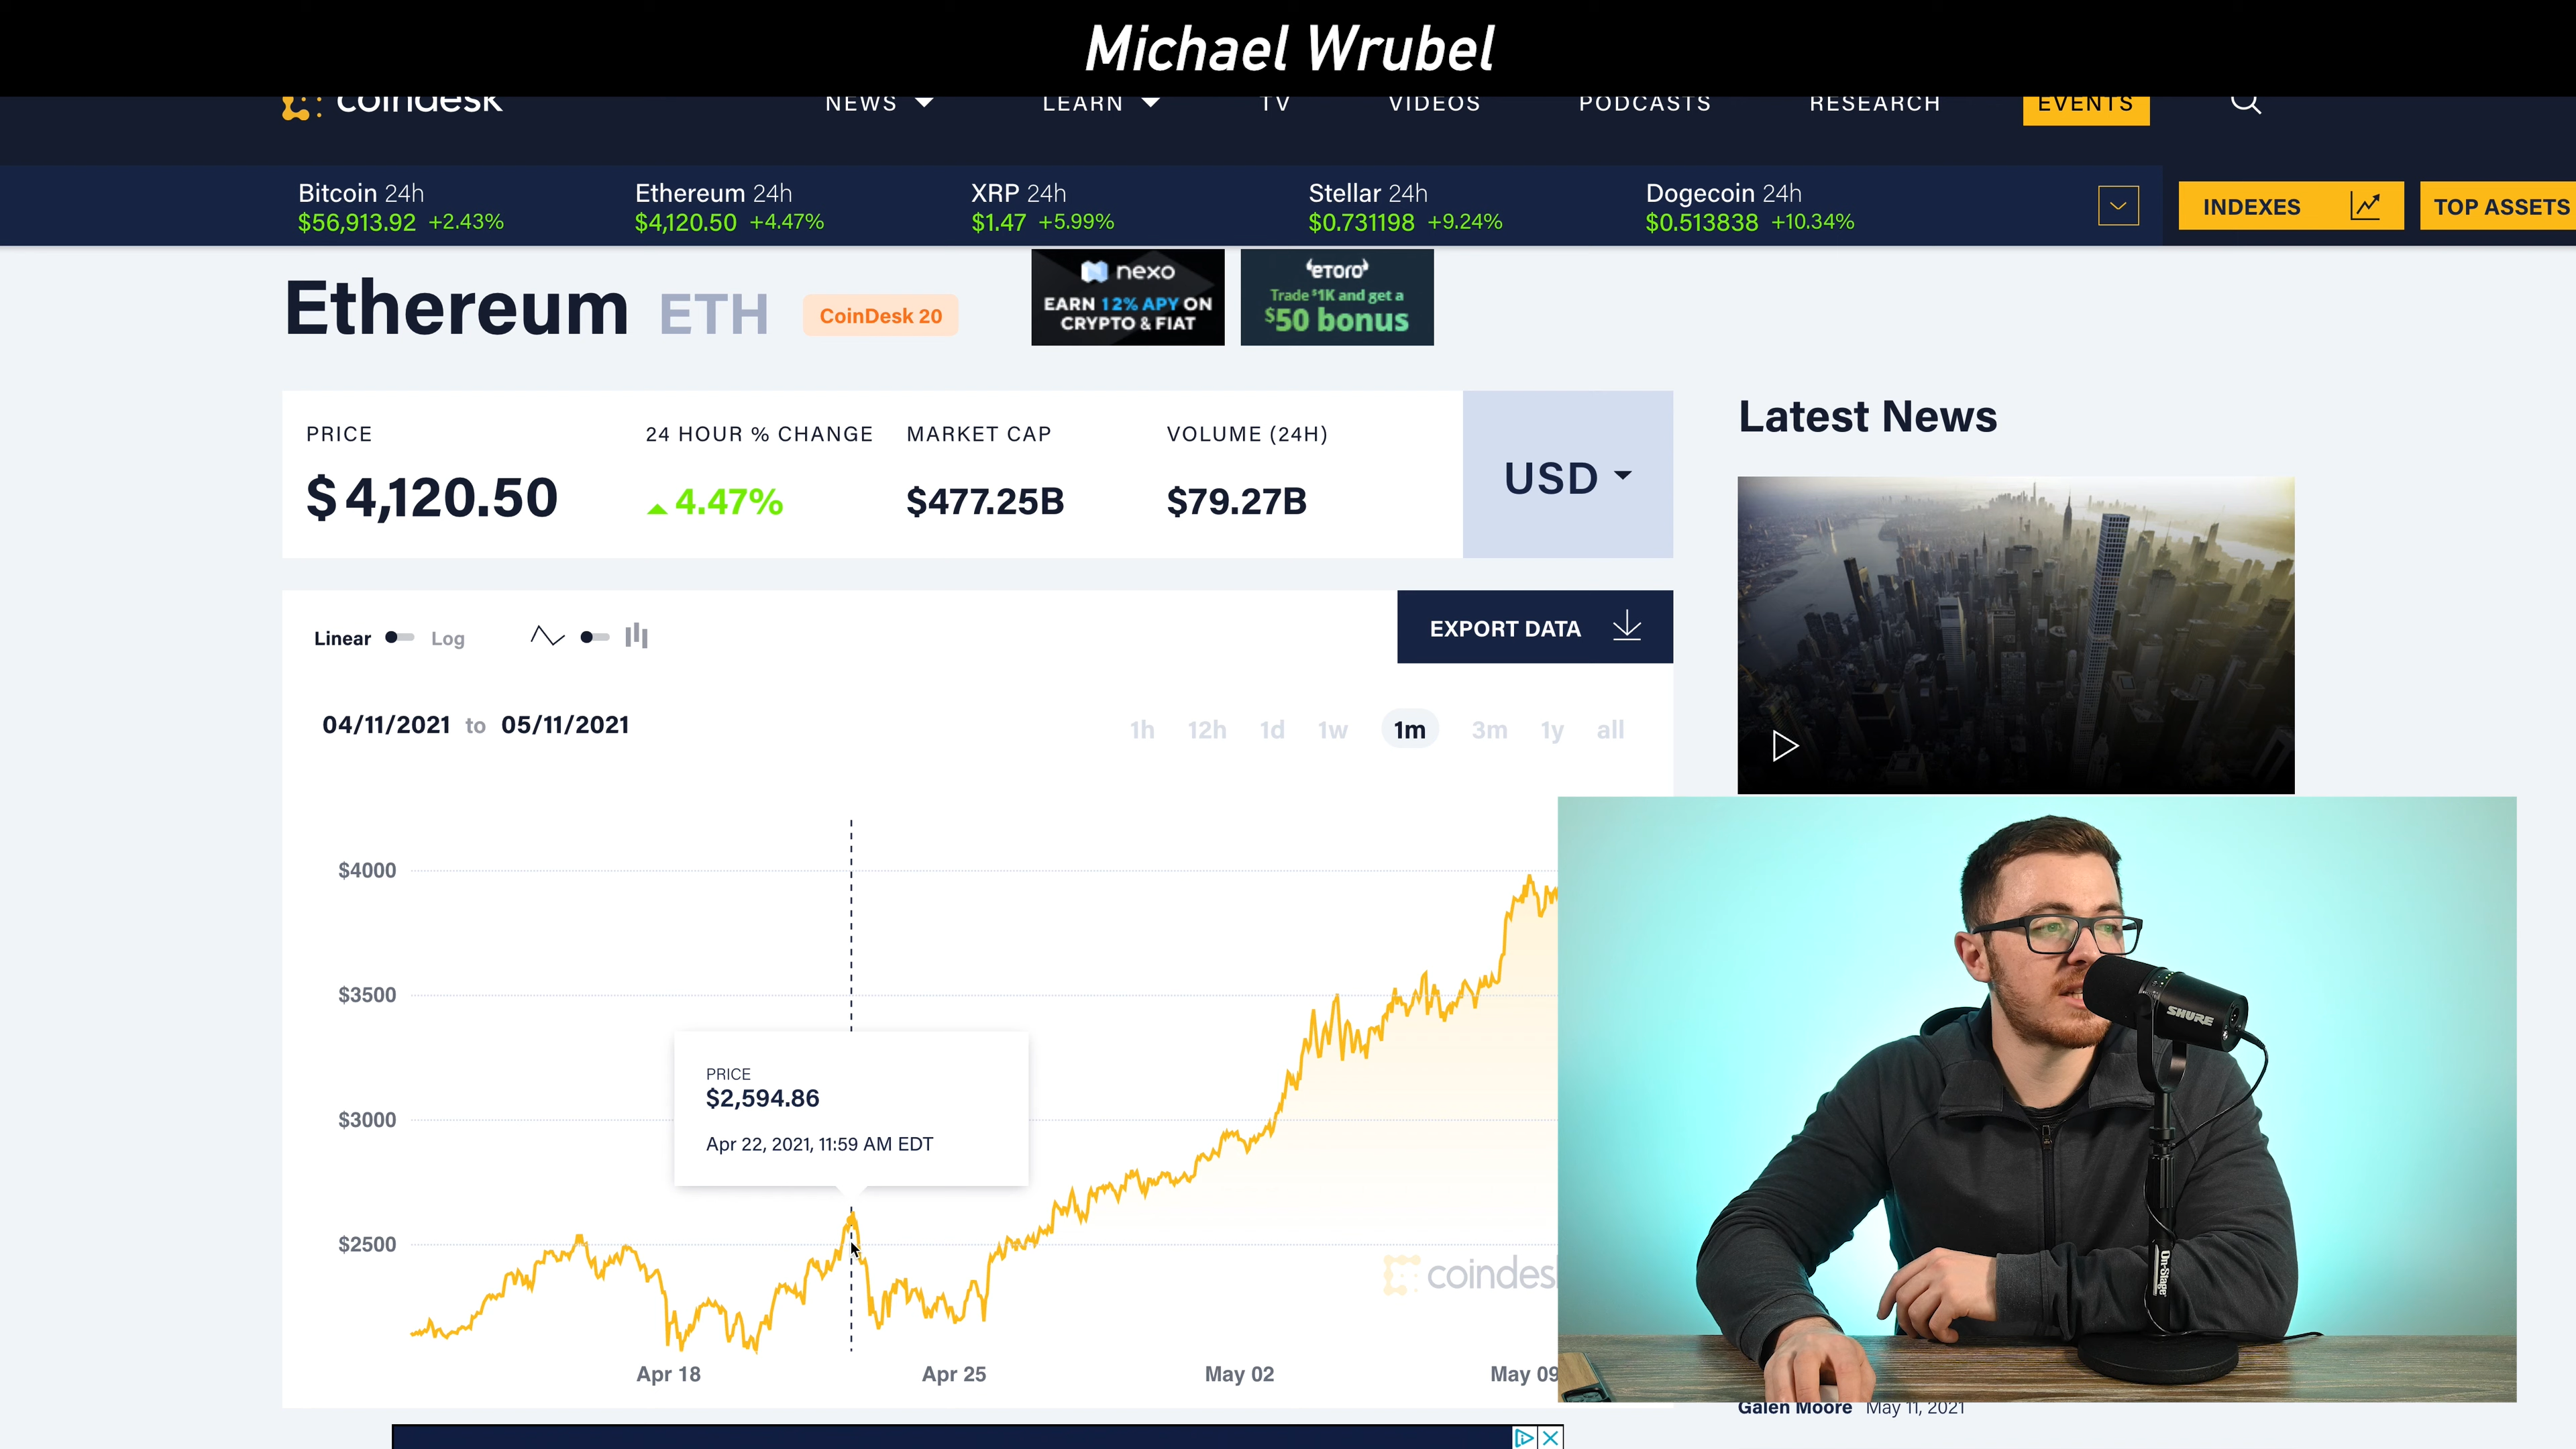 Michael Wrubel
coindesk
NEWS LEARN TV VIDEOS PODCASTS RESEARCH EVENTS
Bitcoin 24h Ethereum 24h XRP 24h Stellar 24h Dogecoin 24h
$56,913.92 +2.43% $4,120.50 +4.47% $1.47 +5.99% $0.731198 +9.24% $0.513838 +10.34%
INDEXES TOP ASSETS
Ethereum ETH CoinDesk 20
nexo
EARN 12% APY ON
CRYPTO & FIAT
eToro
Trade $1K and get a
$50 bonus
PRICE 24 HOUR % CHANGE MARKET CAP VOLUME (24H)
$4,120.50 4.47% $477.25B $79.27B
USD
Latest News
EXPORT DATA
Linear Log
04/11/2021 to 05/11/2021
1h 12h 1d 1w 1m 3m 1y all
$4000
$3500
$3000
$2500
PRICE
$2,594.86
Apr 22, 2021, 11:59 AM EDT
coindes
Apr 18 Apr 25 May 02 May 09
SHURE
On-Stage
Galen Moore May 11, 2021